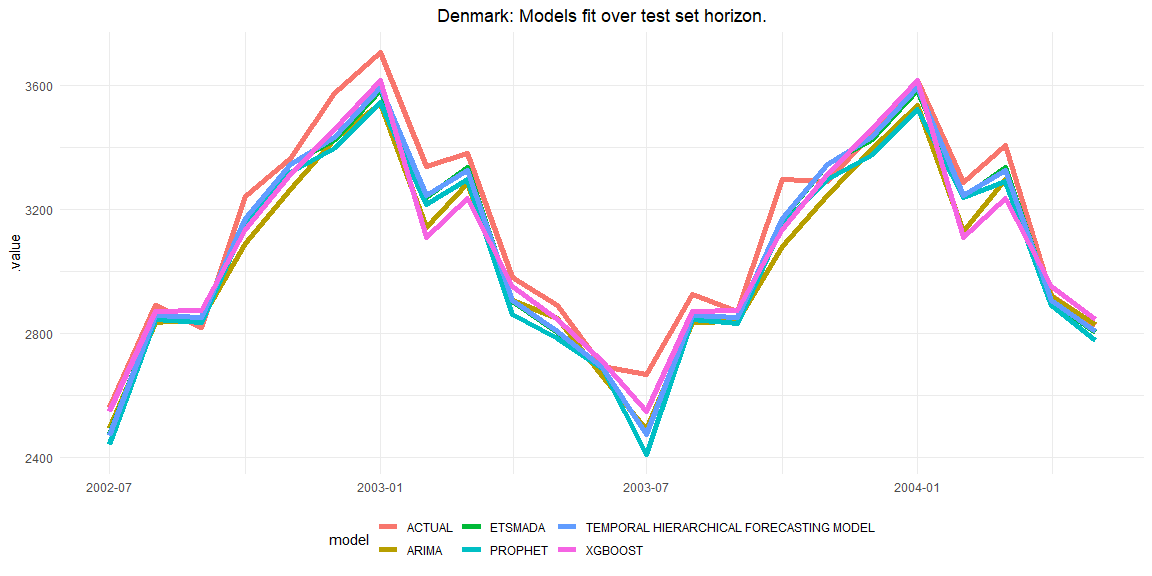 Denmark: Models fit over test set horizon.
3600
3200
2800
2400
.value
2002-07 2003-01 2003-07 2004-01
model
ACTUAL ETSMADA TEMPORAL HIERARCHICAL FORECASTING MODEL
ARIMA PROPHET XGBOOST